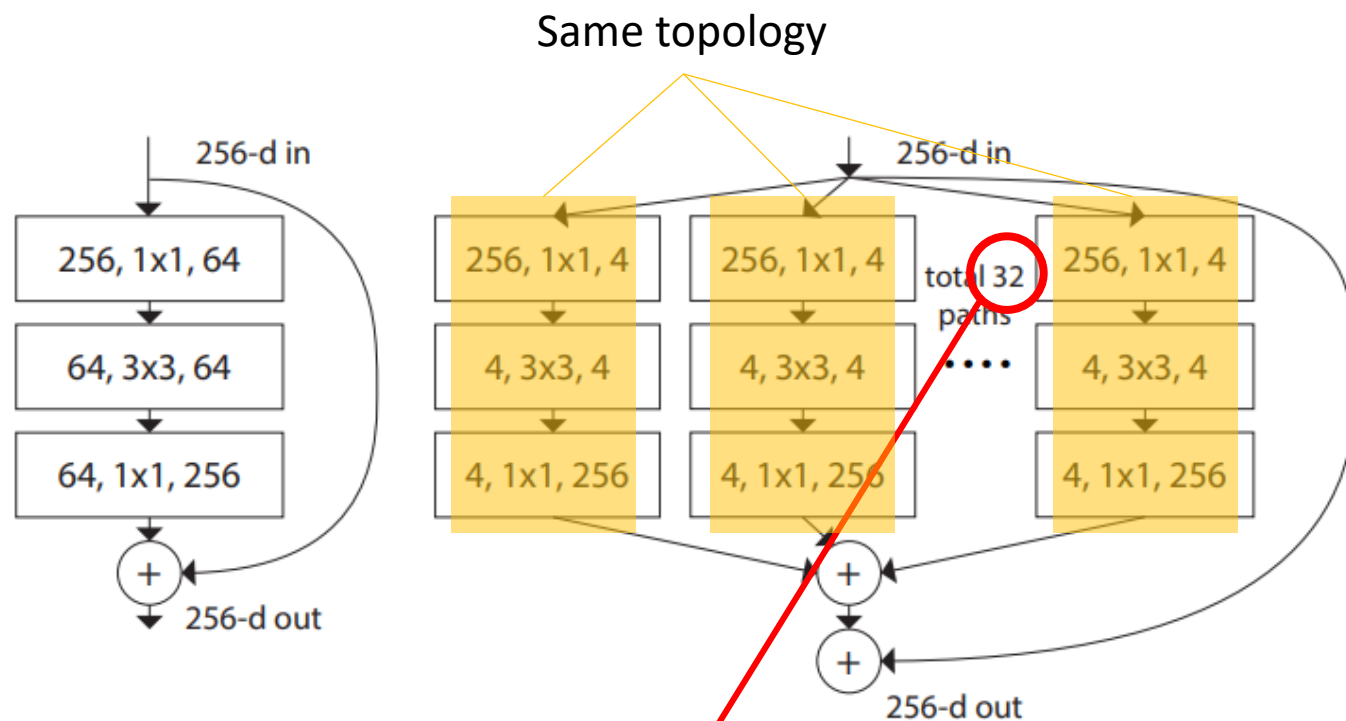 Same topology
256-d in
256, 1x1, 64
64, 3x3, 64
64, 1x1, 256
+
256-d out
256-d in
256, 1x1, 4
4, 3x3, 4
4, 1x1, 256
256, 1x1, 4
4, 3x3, 4
4, 1x1, 256
total 32
paths
....
256, 1x1, 4
4, 3x3, 4
4, 1x1, 256
+
+
256-d out